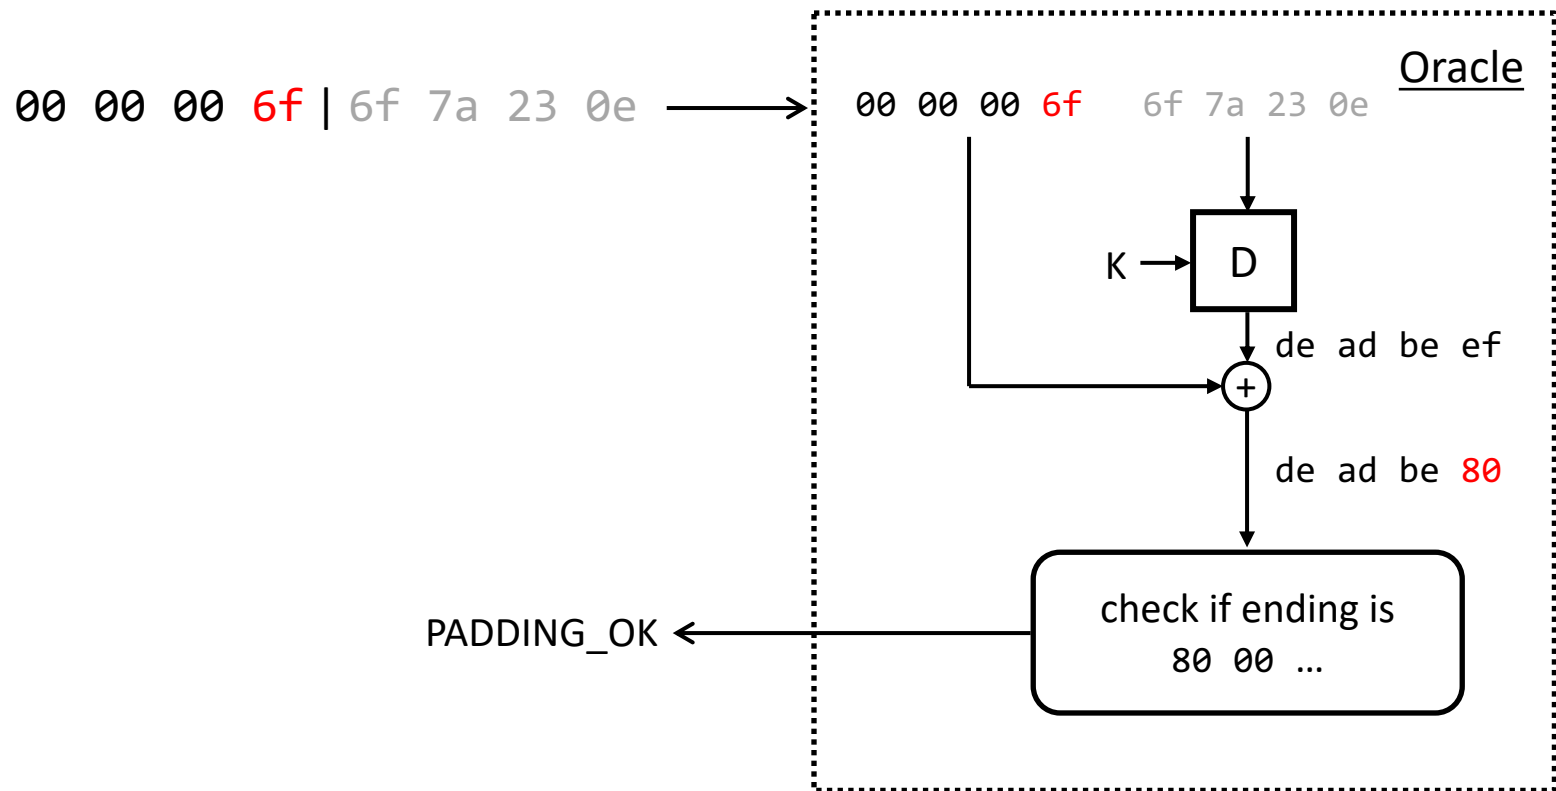 Oracle
00 00 00 6f | 6f 7a 23 0e
00 00 00 6f 6f 7a 23 0e
K
D
de ad be ef
+
de ad be 80
check if ending is
80 00 …
PADDING_OK